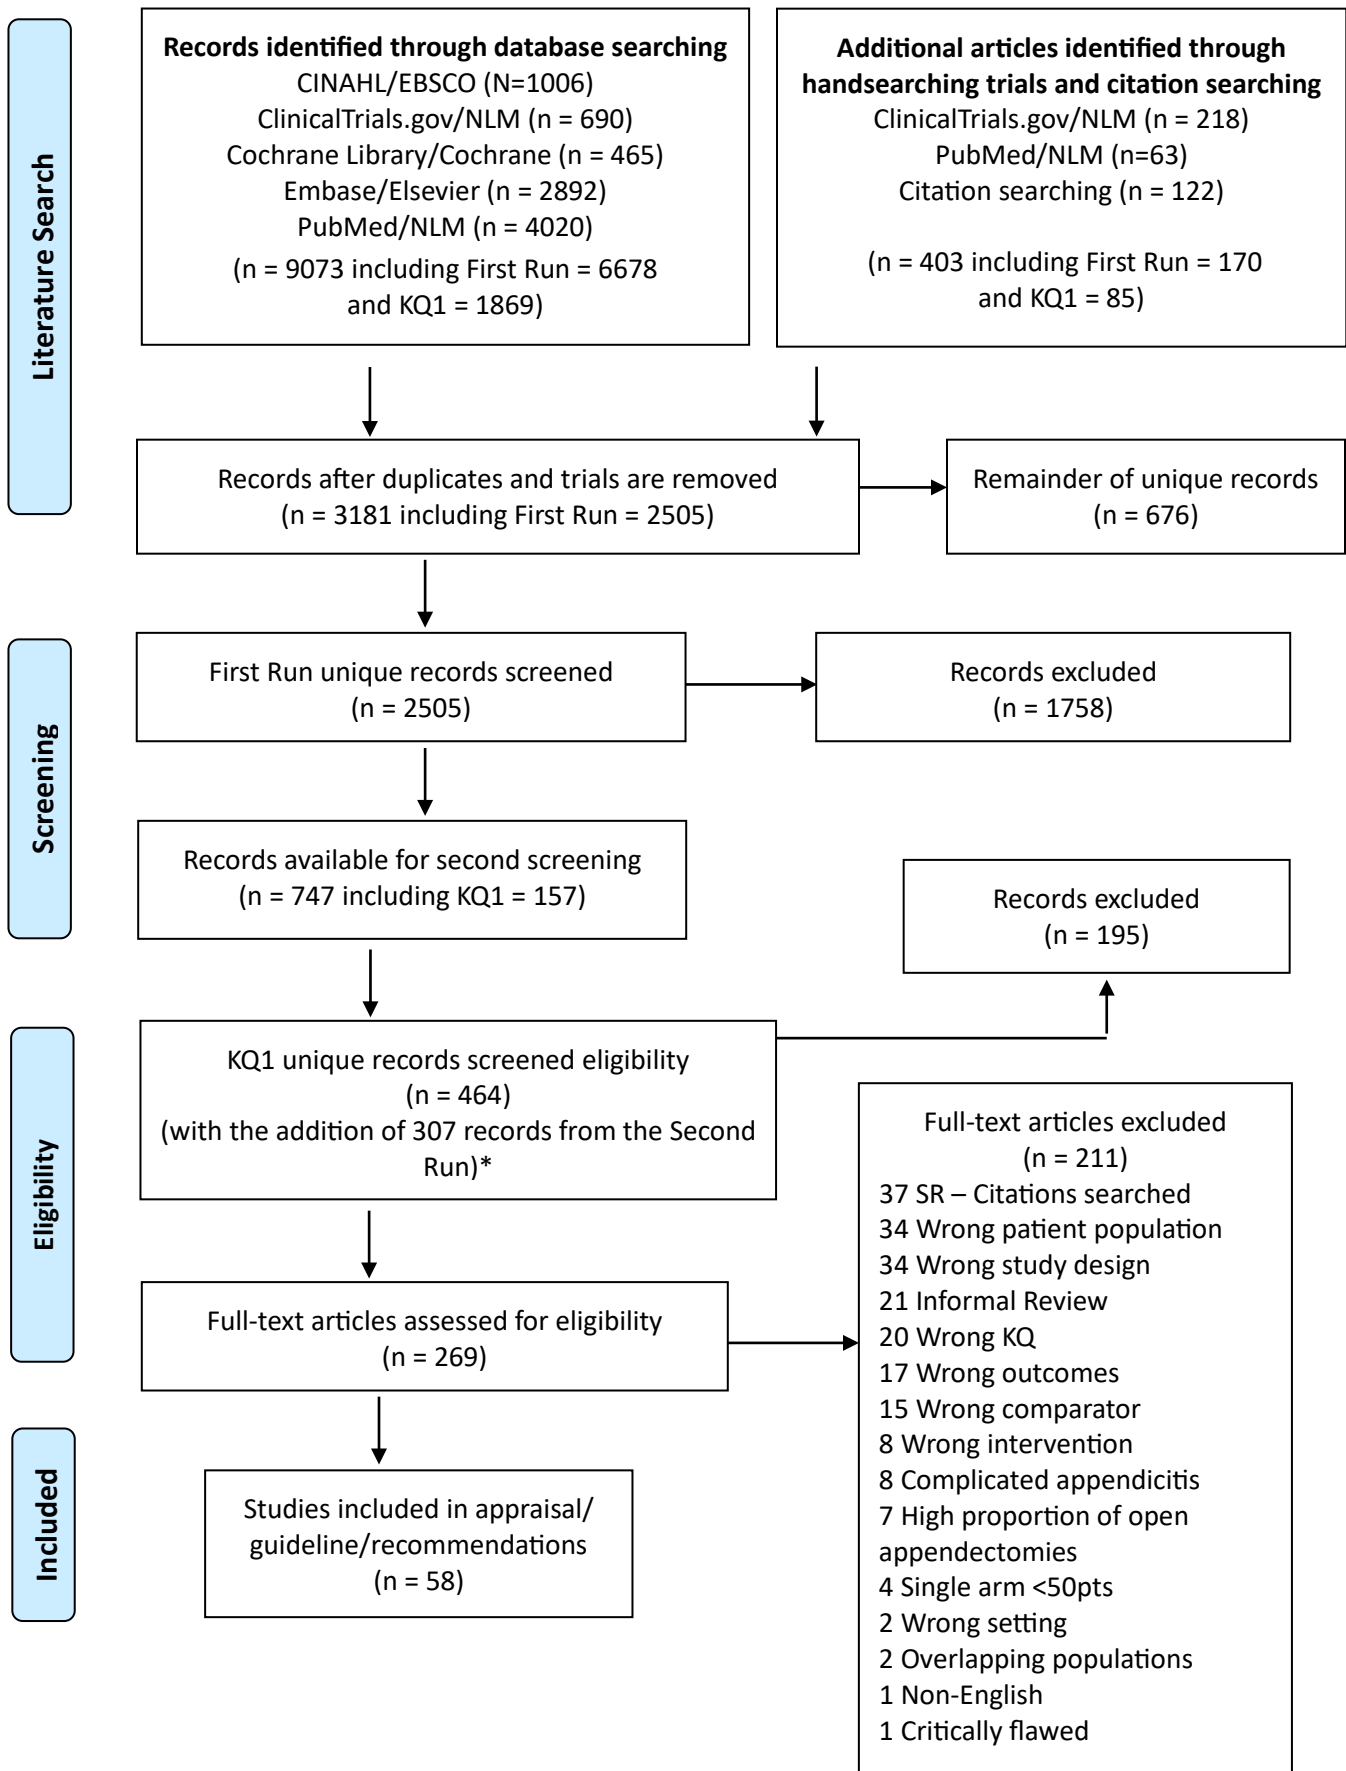 Literature Search
Records identified through database searching
CINAHL/EBSCO (N=1006)
ClinicalTrials.gov/NLM (n = 690)
Cochrane Library/Cochrane (n = 465)
Embase/Elsevier (n = 2892)
PubMed/NLM (n = 4020)
(n = 9073 including First Run = 6678
and KQ1 = 1869)
Additional articles identified through
handsearching trials and citation searching
ClinicalTrials.gov/NLM (n = 218)
PubMed/NLM (n=63)
Citation searching (n = 122)
(n = 403 including First Run = 170
and KQ1 = 85)
Records after duplicates and trials are removed
(n = 3181 including First Run = 2505)
Remainder of unique records
(n = 676)
Screening
First Run unique records screened
(n = 2505)
Records excluded
(n = 1758)
Records available for second screening
(n = 747 including KQ1 = 157)
Records excluded
(n = 195)
Eligibility
KQ1 unique records screened eligibility
(n = 464)
(with the addition of 307 records from the Second
Run)*
Full-text articles assessed for eligibility
(n = 269)
Full-text articles excluded
(n = 211)
37 SR – Citations searched
34 Wrong patient population
34 Wrong study design
21 Informal Review
20 Wrong KQ
17 Wrong outcomes
15 Wrong comparator
8 Wrong intervention
8 Complicated appendicitis
7 High proportion of open
appendectomies
4 Single arm <50pts
2 Wrong setting
2 Overlapping populations
1 Non-English
1 Critically flawed
Included
Studies included in appraisal/
guideline/recommendations
(n = 58)